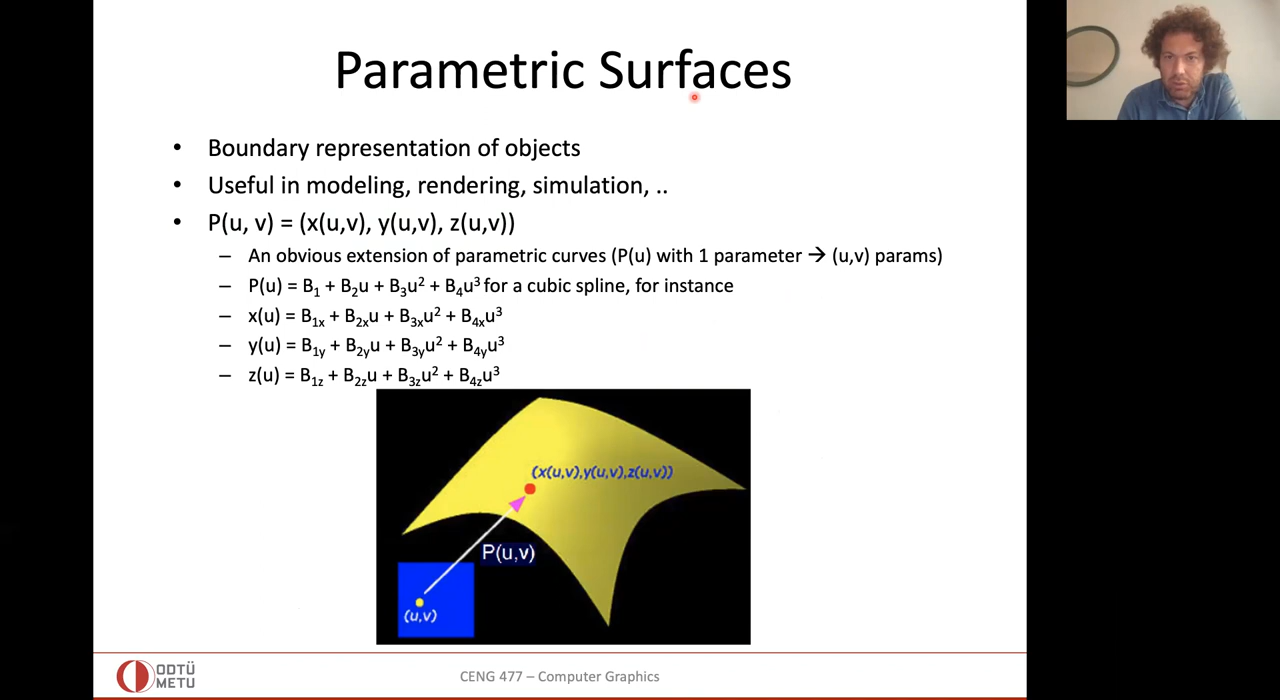 Parametric Surfaces
• Boundary representation of objects
• Useful in modeling, rendering, simulation, ..
• P(u, v) = (x(u,v), y(u,v), z(u,v))
– An obvious extension of parametric curves (P(u) with 1 parameter → (u,v) params)
– P(u) = B₁ + B₂u + B₃u² + B₄u³ for a cubic spline, for instance
– x(u) = B₁ₓ + B₂ₓu + B₃ₓu² + B₄ₓu³
– y(u) = B1y + B2yu + B3yu² + B4yu³
– z(u) = B1z + B2zu + B3zu² + B4zu³
(x(u,v),y(u,v),z(u,v))
P(u,v)
(u,v)
ODTÜ
METU
CENG 477 – Computer Graphics